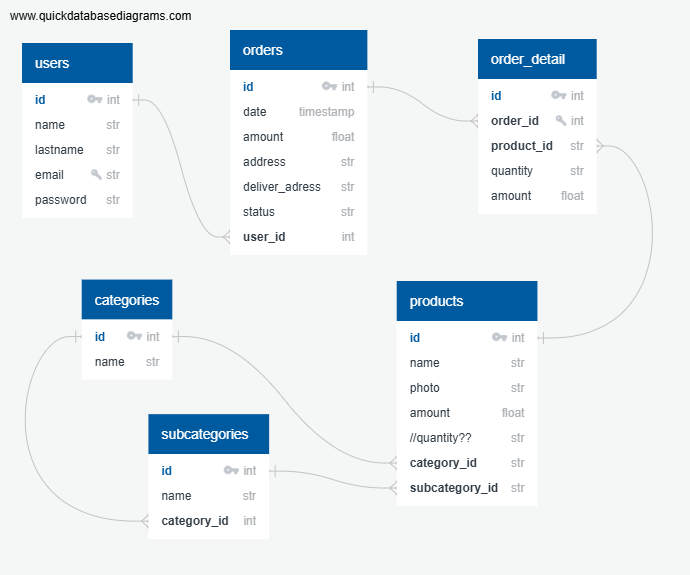 www.quickdatabasediagrams.com
users
id int
name str
lastname str
email str
password str
orders
id int
date timestamp
amount float
address str
deliver_adress str
status str
user_id int
order_detail
id int
order_id int
product_id str
quantity str
amount float
categories
id int
name str
subcategories
id int
name str
category_id int
products
id int
name str
photo str
amount float
//quantity?? str
category_id str
subcategory_id str